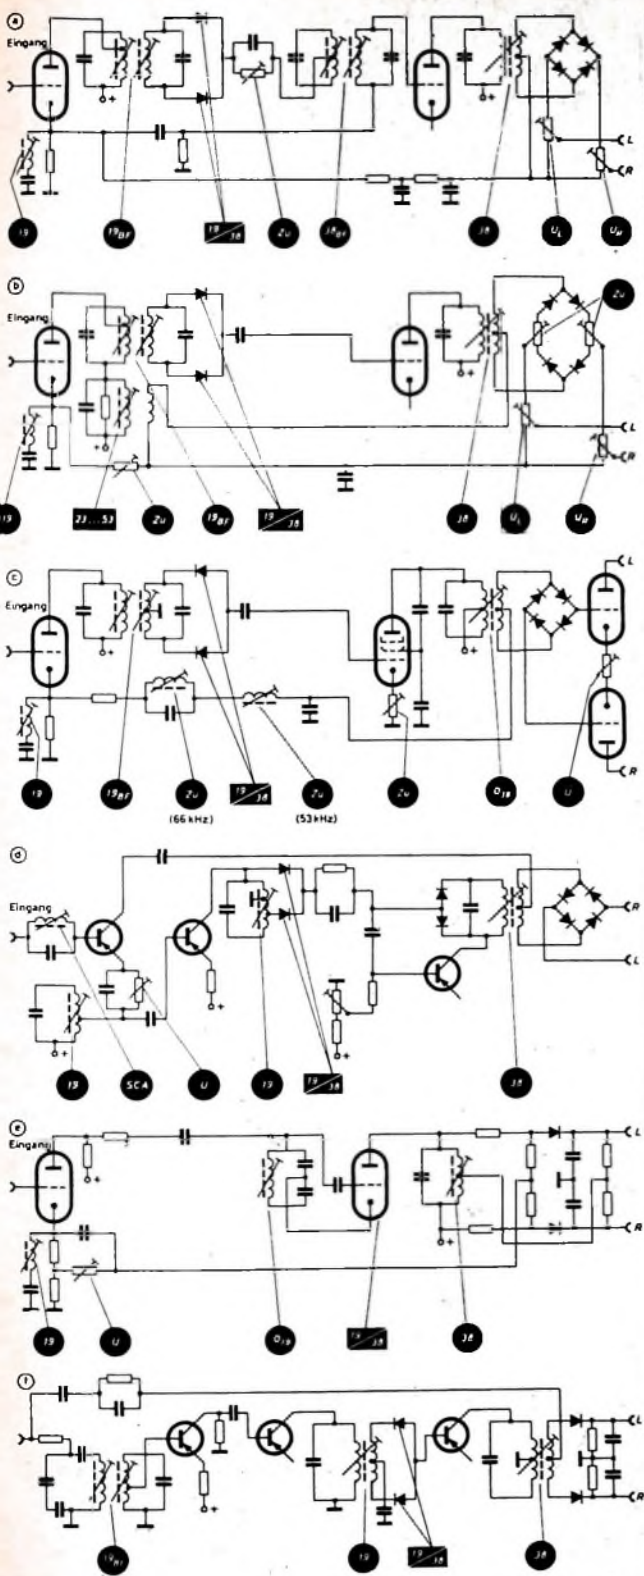 a
Eingang
+
+
+
L
R
19
19BF
19/38
Zu
38BF
38
UL
UR
b
Zu
Eingang
+
+
L
R
19
23...53
Zu
19BF
19/38
38
UL
UR
c
L
Eingang
+
+
R
19
19BF
Zu
19/38
Zu
Zu
O19
U
(66 kHz)
(53 kHz)
d
Eingang
R
L
+
+
+
19
SCA
U
19
19/38
38
e
Eingang
L
+
+
R
19
U
O19
19/38
38
f
L
+
R
19BF
19
19/38
38